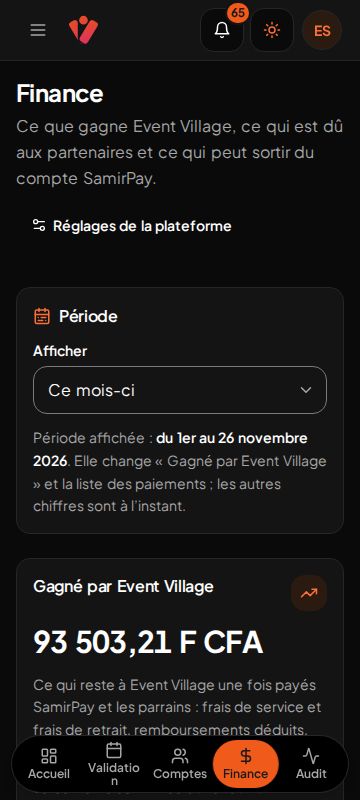 65
ES
Finance
Ce que gagne Event Village, ce qui est dû
aux partenaires et ce qui peut sortir du
compte SamirPay.
Réglages de la plateforme
Période
Afficher
Ce mois-ci
Période affichée : du 1er au 26 novembre
2026. Elle change « Gagné par Event Village
» et la liste des paiements ; les autres
chiffres sont à l'instant.
Gagné par Event Village
93 503,21 F CFA
Ce qui reste à Event Village une fois payés
SamirPay et les parrains : frais de service et
frais de retrait, remboursements déduits.
Accueil
Validatio
n
Comptes
Finance
Audit